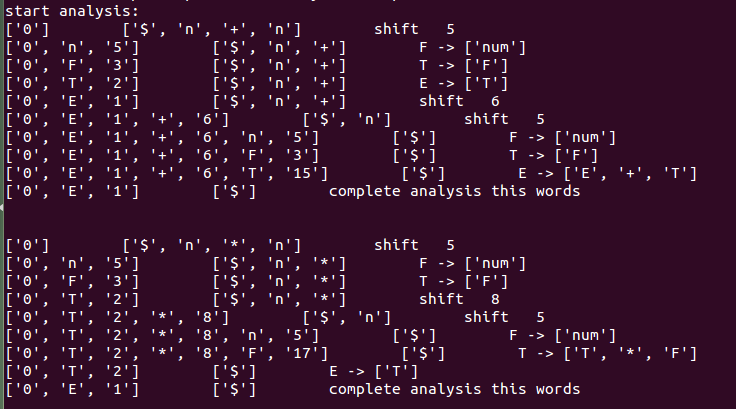 start analysis:
['0']        ['$', 'n', '+', 'n']        shift   5
['0', 'n', '5']        ['$', 'n', '+']        F -> ['num']
['0', 'F', '3']        ['$', 'n', '+']        T -> ['F']
['0', 'T', '2']        ['$', 'n', '+']        E -> ['T']
['0', 'E', '1']        ['$', 'n', '+']        shift   6
['0', 'E', '1', '+', '6']        ['$', 'n']        shift   5
['0', 'E', '1', '+', '6', 'n', '5']        ['$']        F -> ['num']
['0', 'E', '1', '+', '6', 'F', '3']        ['$']        T -> ['F']
['0', 'E', '1', '+', '6', 'T', '15']        ['$']        E -> ['E', '+', 'T']
['0', 'E', '1']        ['$']        complete analysis this words
['0']        ['$', 'n', '*', 'n']        shift   5
['0', 'n', '5']        ['$', 'n', '*']        F -> ['num']
['0', 'F', '3']        ['$', 'n', '*']        T -> ['F']
['0', 'T', '2']        ['$', 'n', '*']        shift   8
['0', 'T', '2', '*', '8']        ['$', 'n']        shift   5
['0', 'T', '2', '*', '8', 'n', '5']        ['$']        F -> ['num']
['0', 'T', '2', '*', '8', 'F', '17']        ['$']        T -> ['T', '*', 'F']
['0', 'T', '2']        ['$']        E -> ['T']
['0', 'E', '1']        ['$']        complete analysis this words